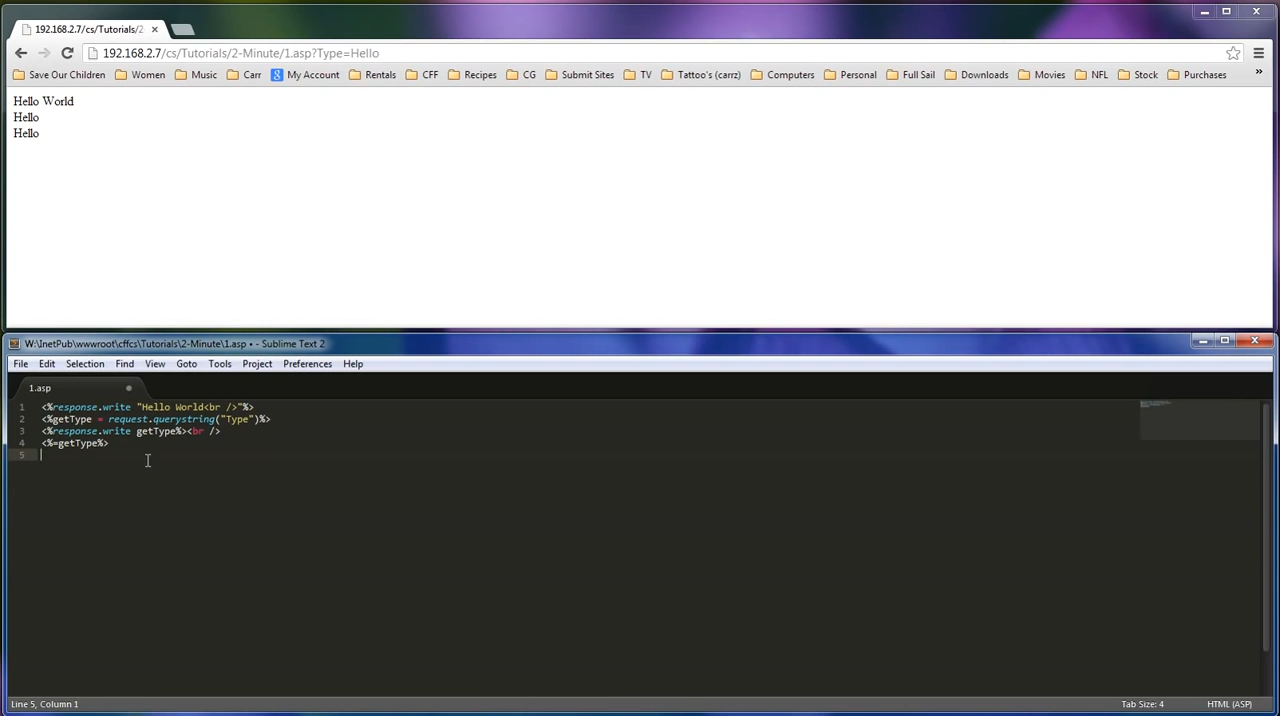 192.168.2.7/cs/Tutorials/2
192.168.2.7/cs/Tutorials/2-Minute/1.asp?Type=Hello
Save Our Children Women Music Carr My Account Rentals CFF Recipes CG Submit Sites TV Tattoo's (carrz) Computers Personal Full Sail Downloads Movies NFL Stock Purchases »
Hello World
Hello
Hello
W:\InetPub\wwwroot\cffcs\Tutorials\2-Minute\1.asp • - Sublime Text 2
File Edit Selection Find View Goto Tools Project Preferences Help
1.asp
1 <%response.write "Hello World<br />"%>
2 <%getType = request.querystring("Type")%>
3 <%response.write getType%><br />
4 <%=getType%>
5
Line 5, Column 1 Tab Size: 4 HTML (ASP)